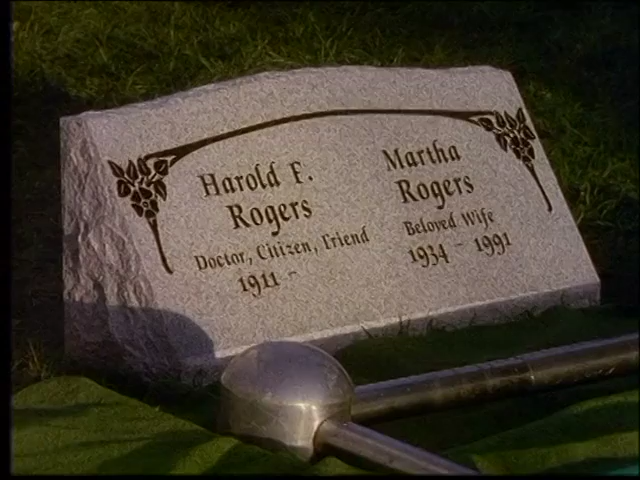 Harold F.
Rogers
Doctor, Citizen, Friend
1911 -
Martha
Rogers
Beloved Wife
1934 - 1991